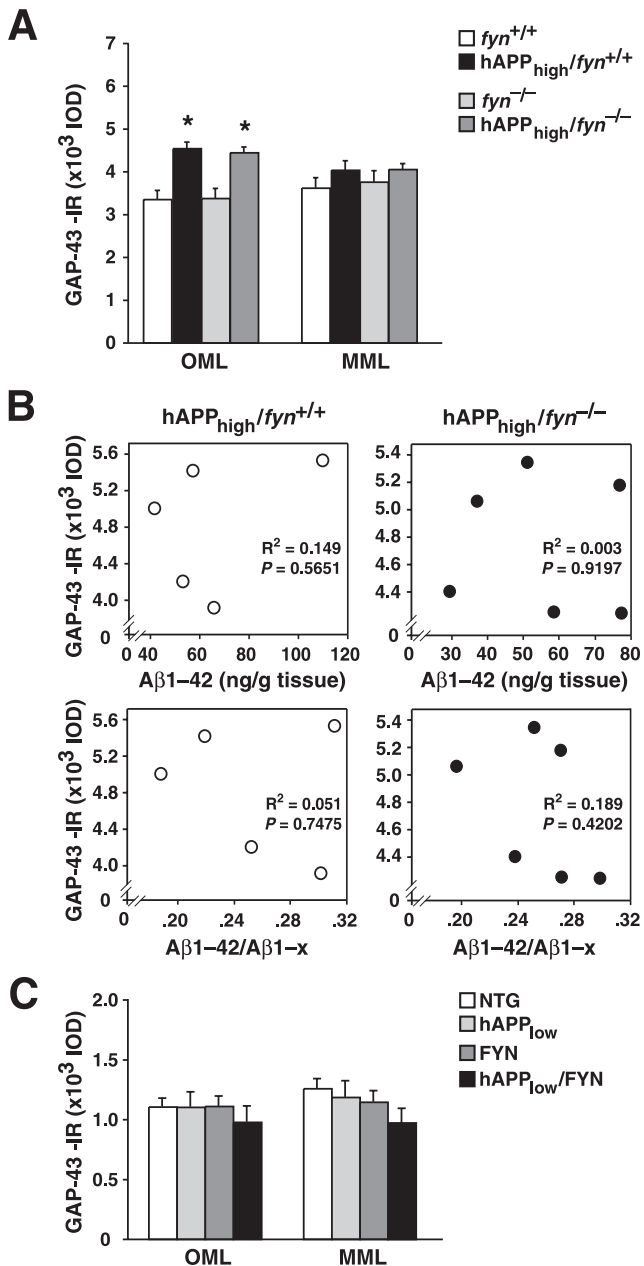 A
GAP-43 -IR (x10³ IOD)
7
6
5
4
3
2
1
0
* *
OML MML
fyn+/+
hAPPhigh/fyn+/+
fyn−/−
hAPPhigh/fyn−/−
B
hAPPhigh/fyn+/+
GAP-43 -IR (x10³ IOD)
5.6
5.2
4.8
4.4
4.0
0
R² = 0.149
P = 0.5651
0 40 60 80 100 120
Aβ1–42 (ng/g tissue)
hAPPhigh/fyn−/−
5.4
5.2
5.0
4.8
4.6
4.4
0
R² = 0.003
P = 0.9197
0 30 40 50 60 70 80
Aβ1–42 (ng/g tissue)
GAP-43 -IR (x10³ IOD)
5.6
5.2
4.8
4.4
4.0
0
R² = 0.051
P = 0.7475
0 .20 .24 .28 .32
Aβ1–42/Aβ1–x
5.4
5.2
5.0
4.8
4.6
4.4
0
R² = 0.189
P = 0.4202
0 .20 .24 .28 .32
Aβ1–42/Aβ1–x
C
GAP-43 -IR (x10³ IOD)
2.0
1.5
1.0
0.5
0
OML MML
NTG
hAPPlow
FYN
hAPPlow/FYN